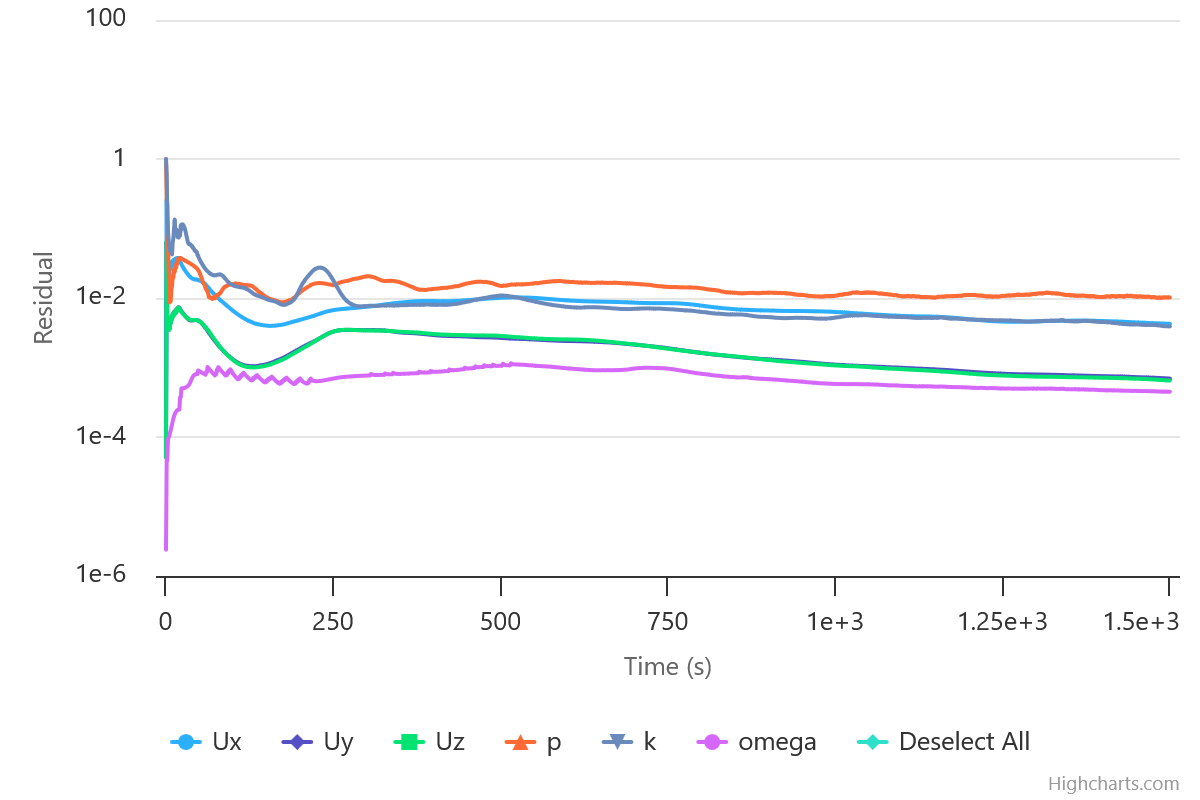 100
1
1e-2
1e-4
1e-6
Residual
0 250 500 750 1e+3 1.25e+3 1.5e+3
Time (s)
Ux Uy Uz p k omega Deselect All
Highcharts.com